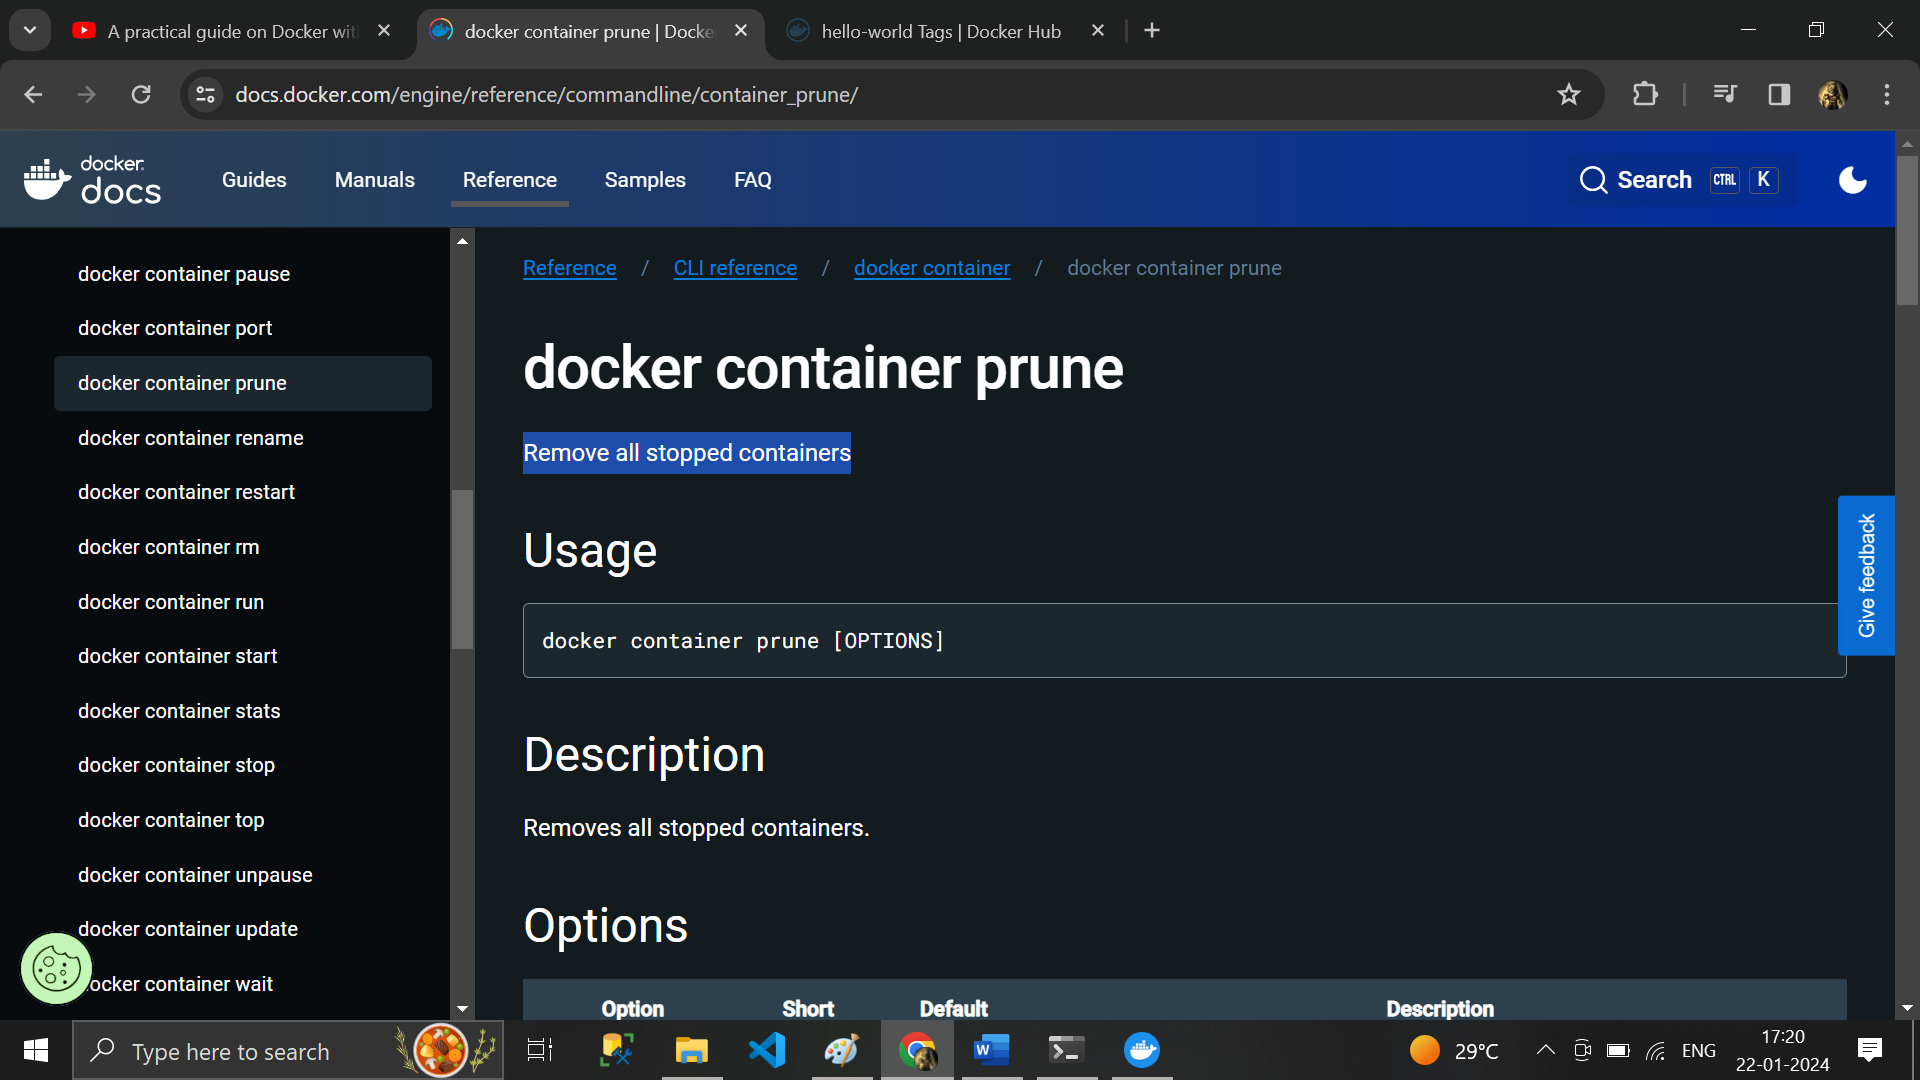 A practical guide on Docker wit
docker container prune | Docke
hello-world Tags | Docker Hub
docs.docker.com/engine/reference/commandline/container_prune/
docker
docs
Guides
Manuals
Reference
Samples
FAQ
Search
CTRL
K
docker container pause
docker container port
docker container prune
docker container rename
docker container restart
docker container rm
docker container run
docker container start
docker container stats
docker container stop
docker container top
docker container unpause
docker container update
ocker container wait
Reference / CLI reference / docker container / docker container prune
docker container prune
Remove all stopped containers
Usage
docker container prune [OPTIONS]
Description
Removes all stopped containers.
Options
Option Short Default Description
Give feedback
Type here to search
29°C
ENG
17:20
22-01-2024